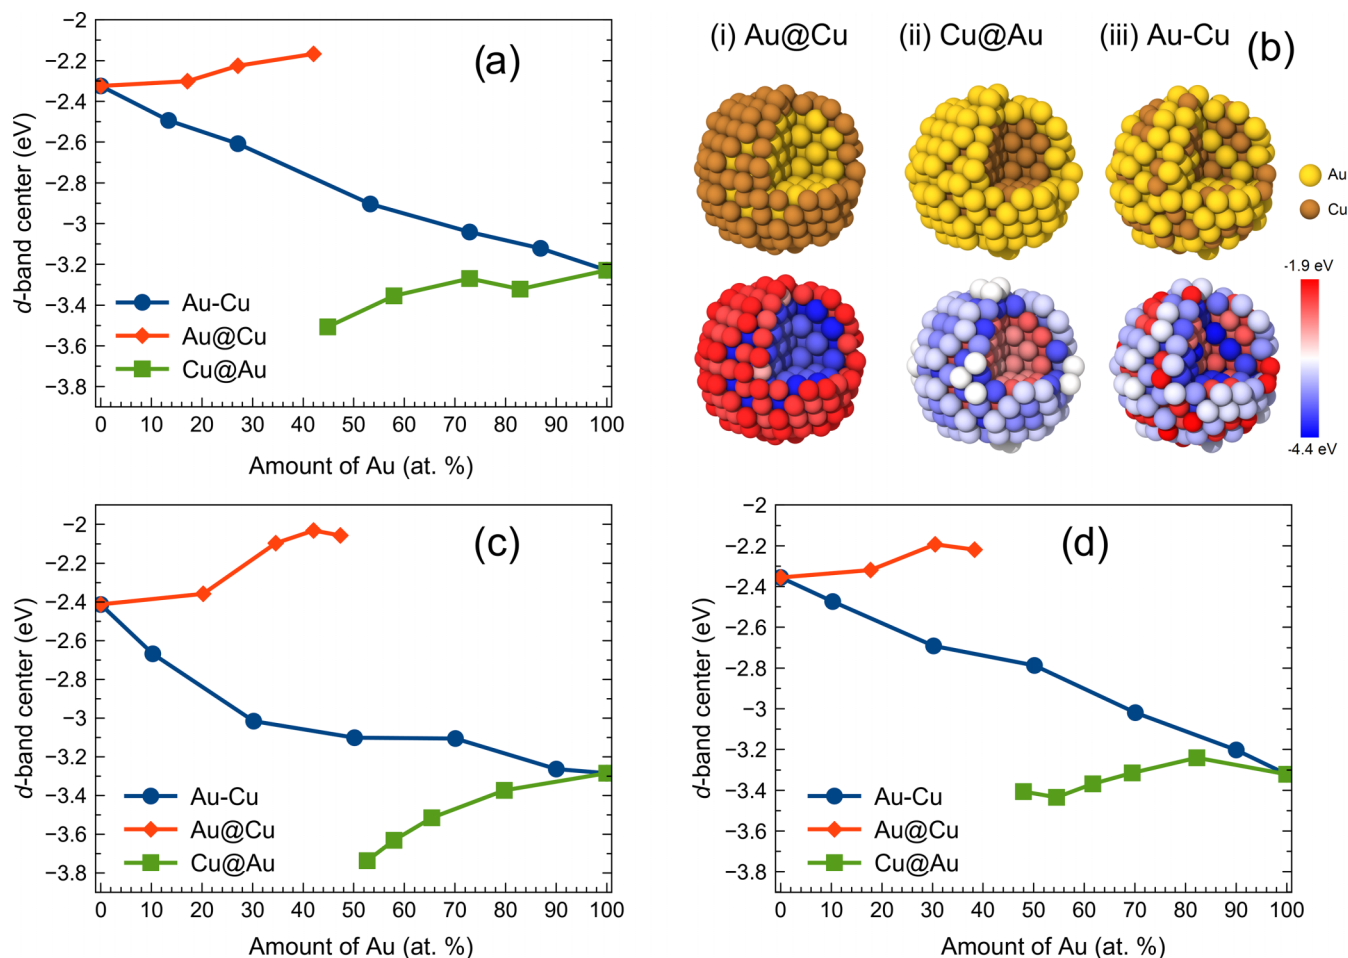 (a)
d-band center (eV)
−2
−2.2
−2.4
−2.6
−2.8
−3
−3.2
−3.4
−3.6
−3.8
Au-Cu
Au@Cu
Cu@Au
0 10 20 30 40 50 60 70 80 90 100
Amount of Au (at. %)
(i) Au@Cu (ii) Cu@Au (iii) Au-Cu (b)
Au
Cu
-1.9 eV
-4.4 eV
(c)
d-band center (eV)
−2
−2.2
−2.4
−2.6
−2.8
−3
−3.2
−3.4
−3.6
−3.8
Au-Cu
Au@Cu
Cu@Au
0 10 20 30 40 50 60 70 80 90 100
Amount of Au (at. %)
(d)
d-band center (eV)
−2
−2.2
−2.4
−2.6
−2.8
−3
−3.2
−3.4
−3.6
−3.8
Au-Cu
Au@Cu
Cu@Au
0 10 20 30 40 50 60 70 80 90 100
Amount of Au (at. %)